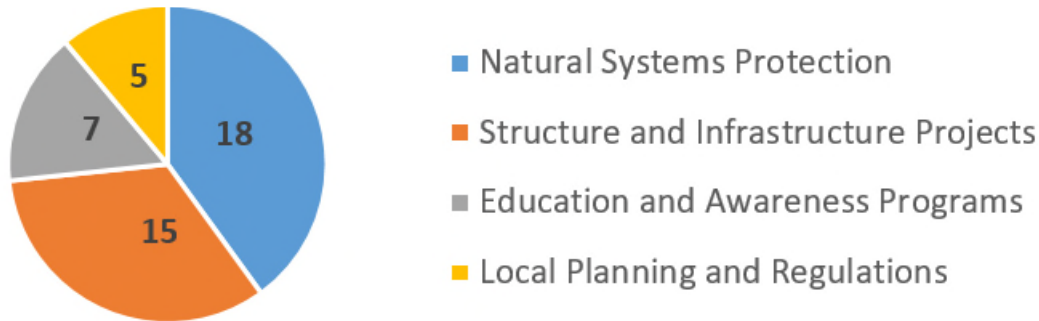 5
7
18
15
Natural Systems Protection
Structure and Infrastructure Projects
Education and Awareness Programs
Local Planning and Regulations